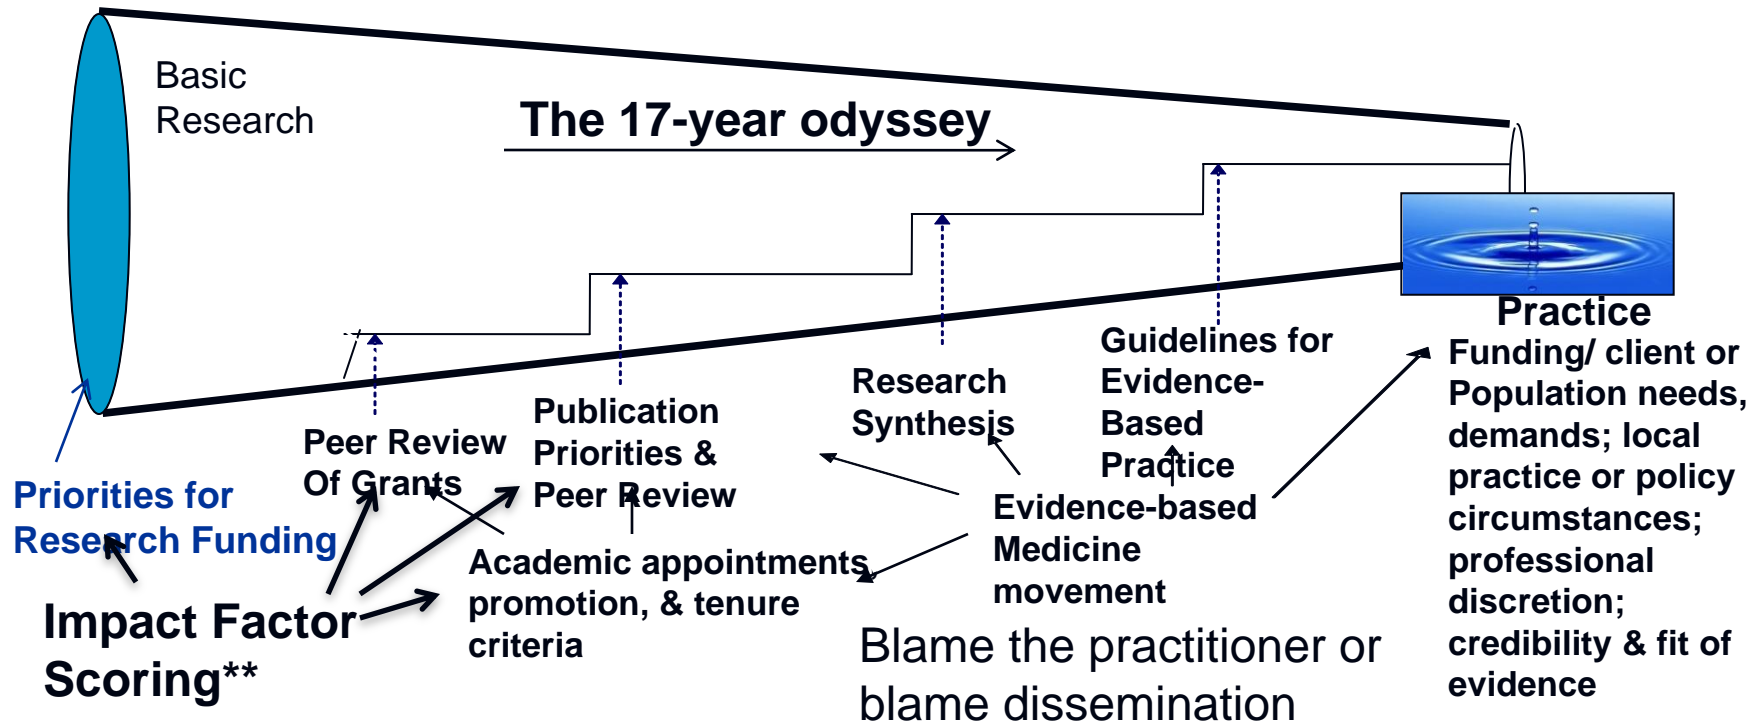 Basic
Research
The 17-year odyssey
Practice
Funding/ client or
Population needs,
demands; local
practice or policy
circumstances;
professional
discretion;
credibility & fit of
evidence
Guidelines for
Evidence-
Based
Practice
Research
Synthesis
Publication
Priorities &
Peer Review
Peer Review
Of Grants
Priorities for
Research Funding
Evidence-based
Medicine
movement
Academic appointments,
promotion, & tenure
criteria
Impact Factor
Scoring**
Blame the practitioner or
blame dissemination